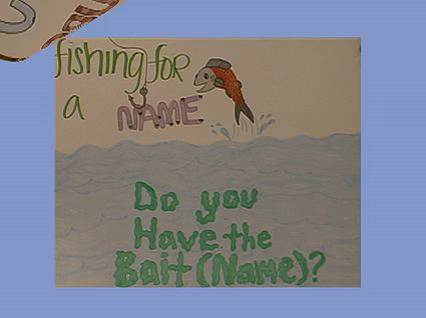 fishing for
a NAME
Do you
Have the
Bait (Name)?